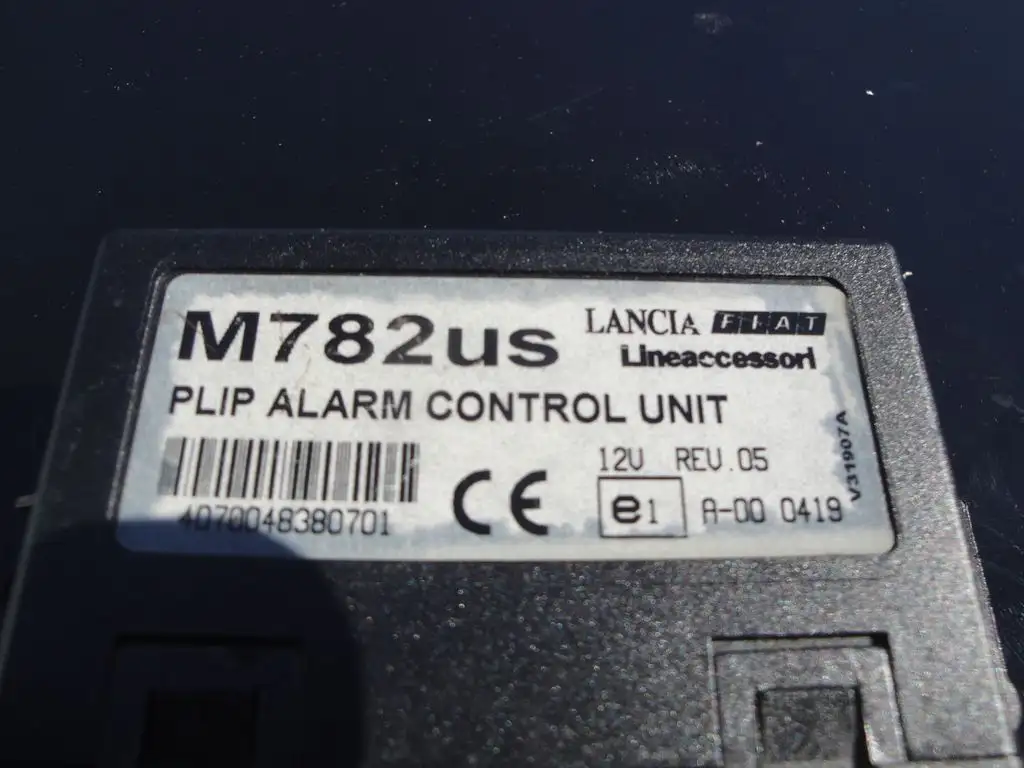 M782us
LANCIA FIAT
Lineaccessori
PLIP ALARM CONTROL UNIT
12V REV.05
4070048380701
CE
e1
A-00 0419
V31907A